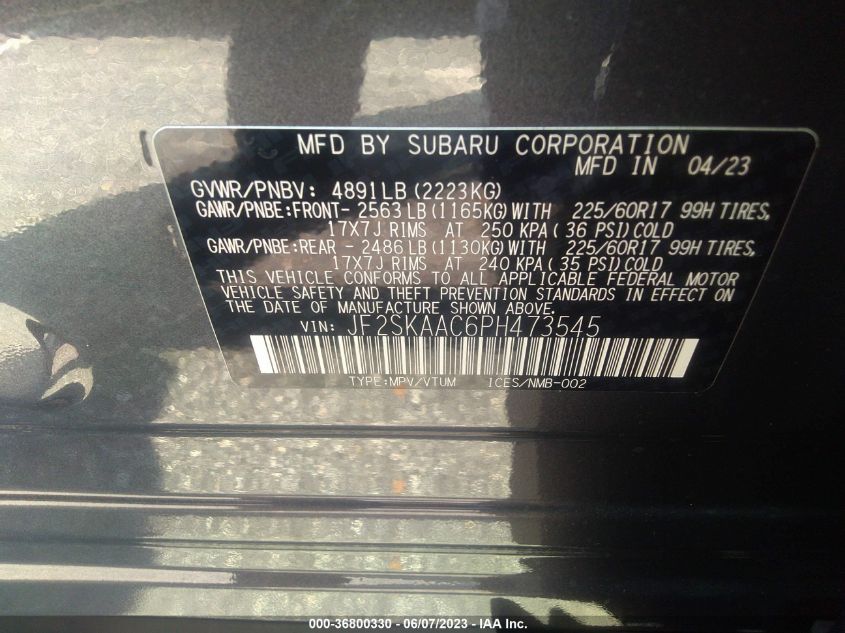 MFD BY SUBARU CORPORATION
MFD IN 04/23
GVWR/PNBV: 4891LB (2223KG)
GAWR/PNBE:FRONT- 2563LB (1165KG) WITH 225/60R17 99H TIRES,
17X7J RIMS AT 250 KPA (36 PSI) COLD
GAWR/PNBE:REAR - 2486LB (1130KG) WITH 225/60R17 99H TIRES,
17X7J RIMS AT 240 KPA (35 PSI) COLD
THIS VEHICLE CONFORMS TO ALL APPLICABLE FEDERAL MOTOR
VEHICLE SAFETY AND THEFT PREVENTION STANDARDS IN EFFECT ON
THE DATE OF MANUFACTURE SHOWN ABOVE.
VIN: JF2SKAAC6PH473545
TYPE:MPV/VTUM ICES/NMB-002
000-36800330 - 06/07/2023 - IAA Inc.